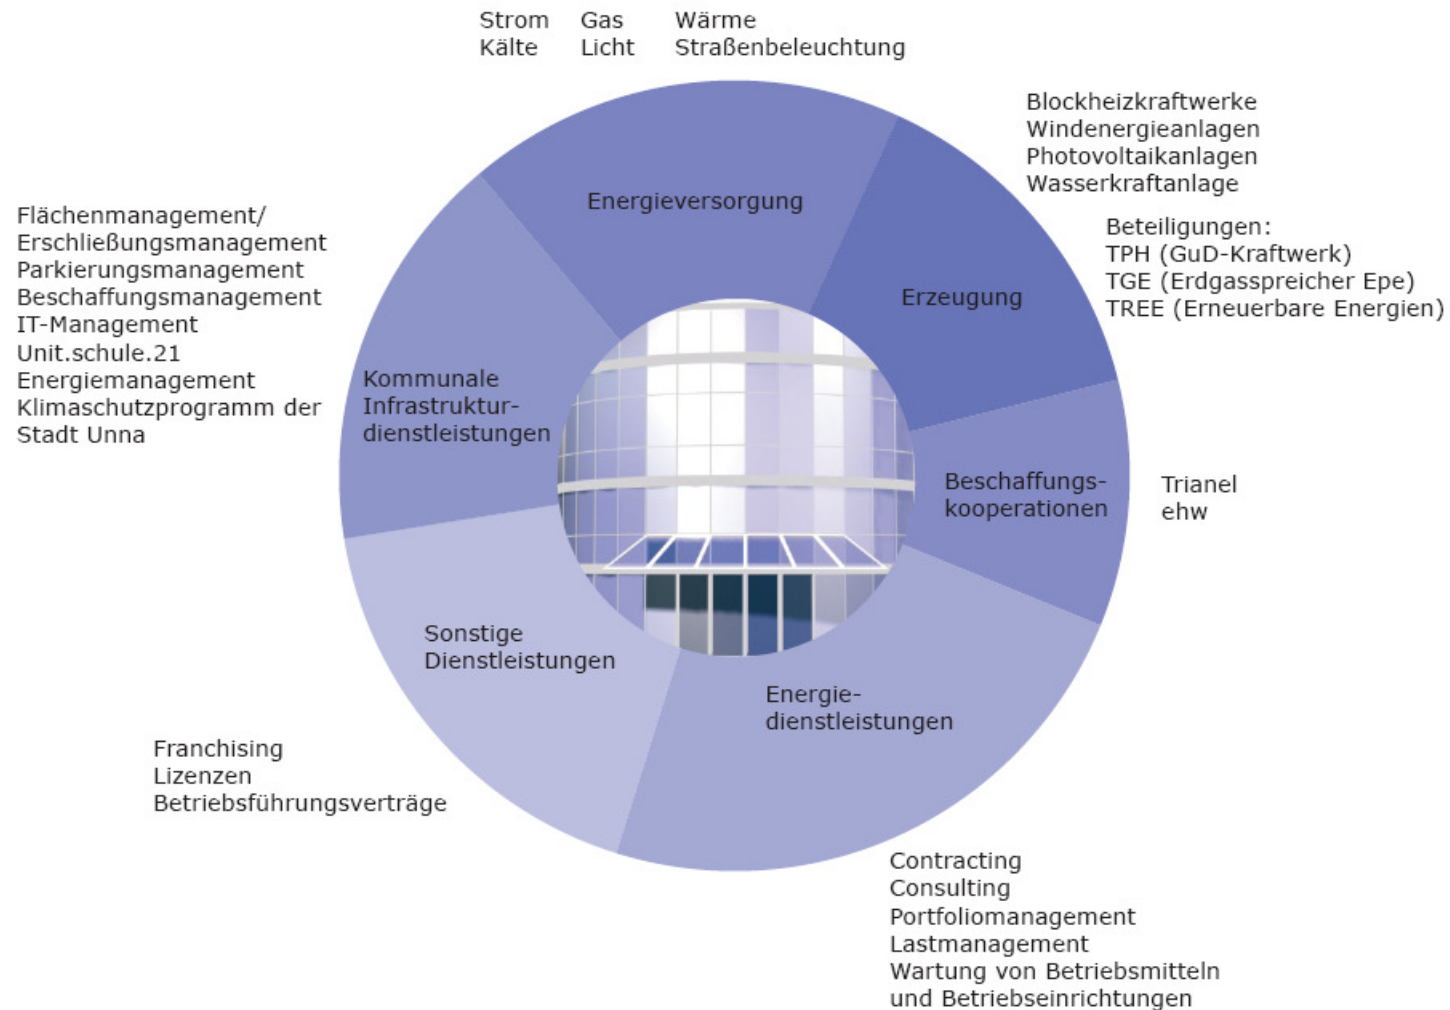 Strom Gas Wärme
Kälte Licht Straßenbeleuchtung
Energieversorgung
Blockheizkraftwerke
Windenergieanlagen
Photovoltaikanlagen
Wasserkraftanlage
Beteiligungen:
TPH (GuD-Kraftwerk)
TGE (Erdgasspreicher Epe)
TREE (Erneuerbare Energien)
Erzeugung
Beschaffungs-
kooperationen
Trianel
ehw
Energie-
dienstleistungen
Contracting
Consulting
Portfoliomanagement
Lastmanagement
Wartung von Betriebsmitteln
und Betriebseinrichtungen
Sonstige
Dienstleistungen
Franchising
Lizenzen
Betriebsführungsverträge
Kommunale
Infrastruktur-
dienstleistungen
Flächenmanagement/
Erschließungsmanagement
Parkierungsmanagement
Beschaffungsmanagement
IT-Management
Unit.schule.21
Energiemanagement
Klimaschutzprogramm der
Stadt Unna